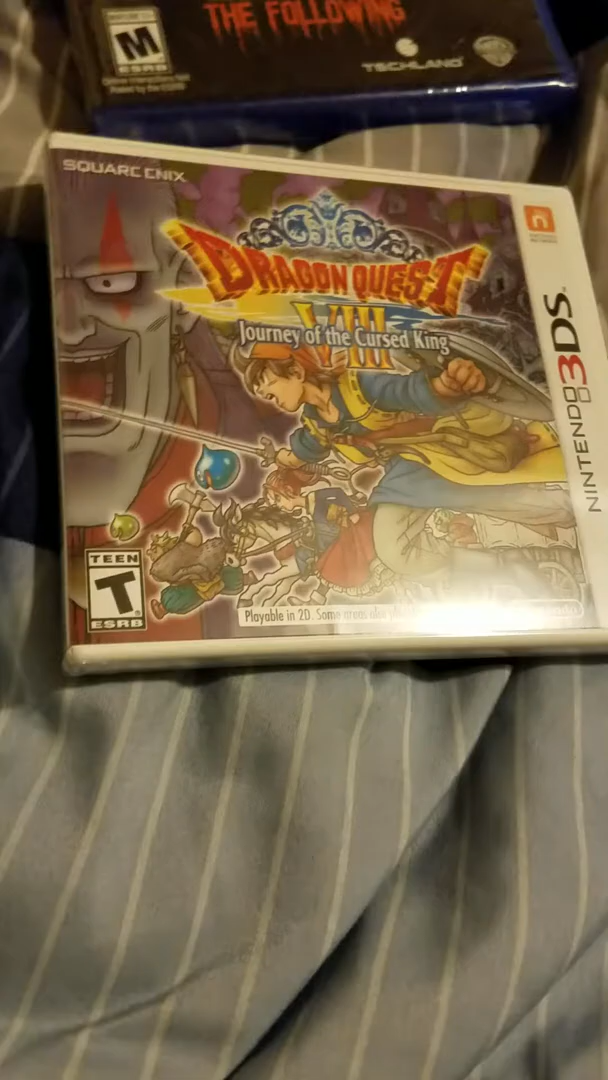 THE FOLLOWING
M
ESRB
TECHLAND
WB
SQUARE ENIX
DRAGON QUEST
VIII
Journey of the Cursed King
NINTENDO 3DS
TEEN
T
ESRB
Playable in 2D. Some areas also